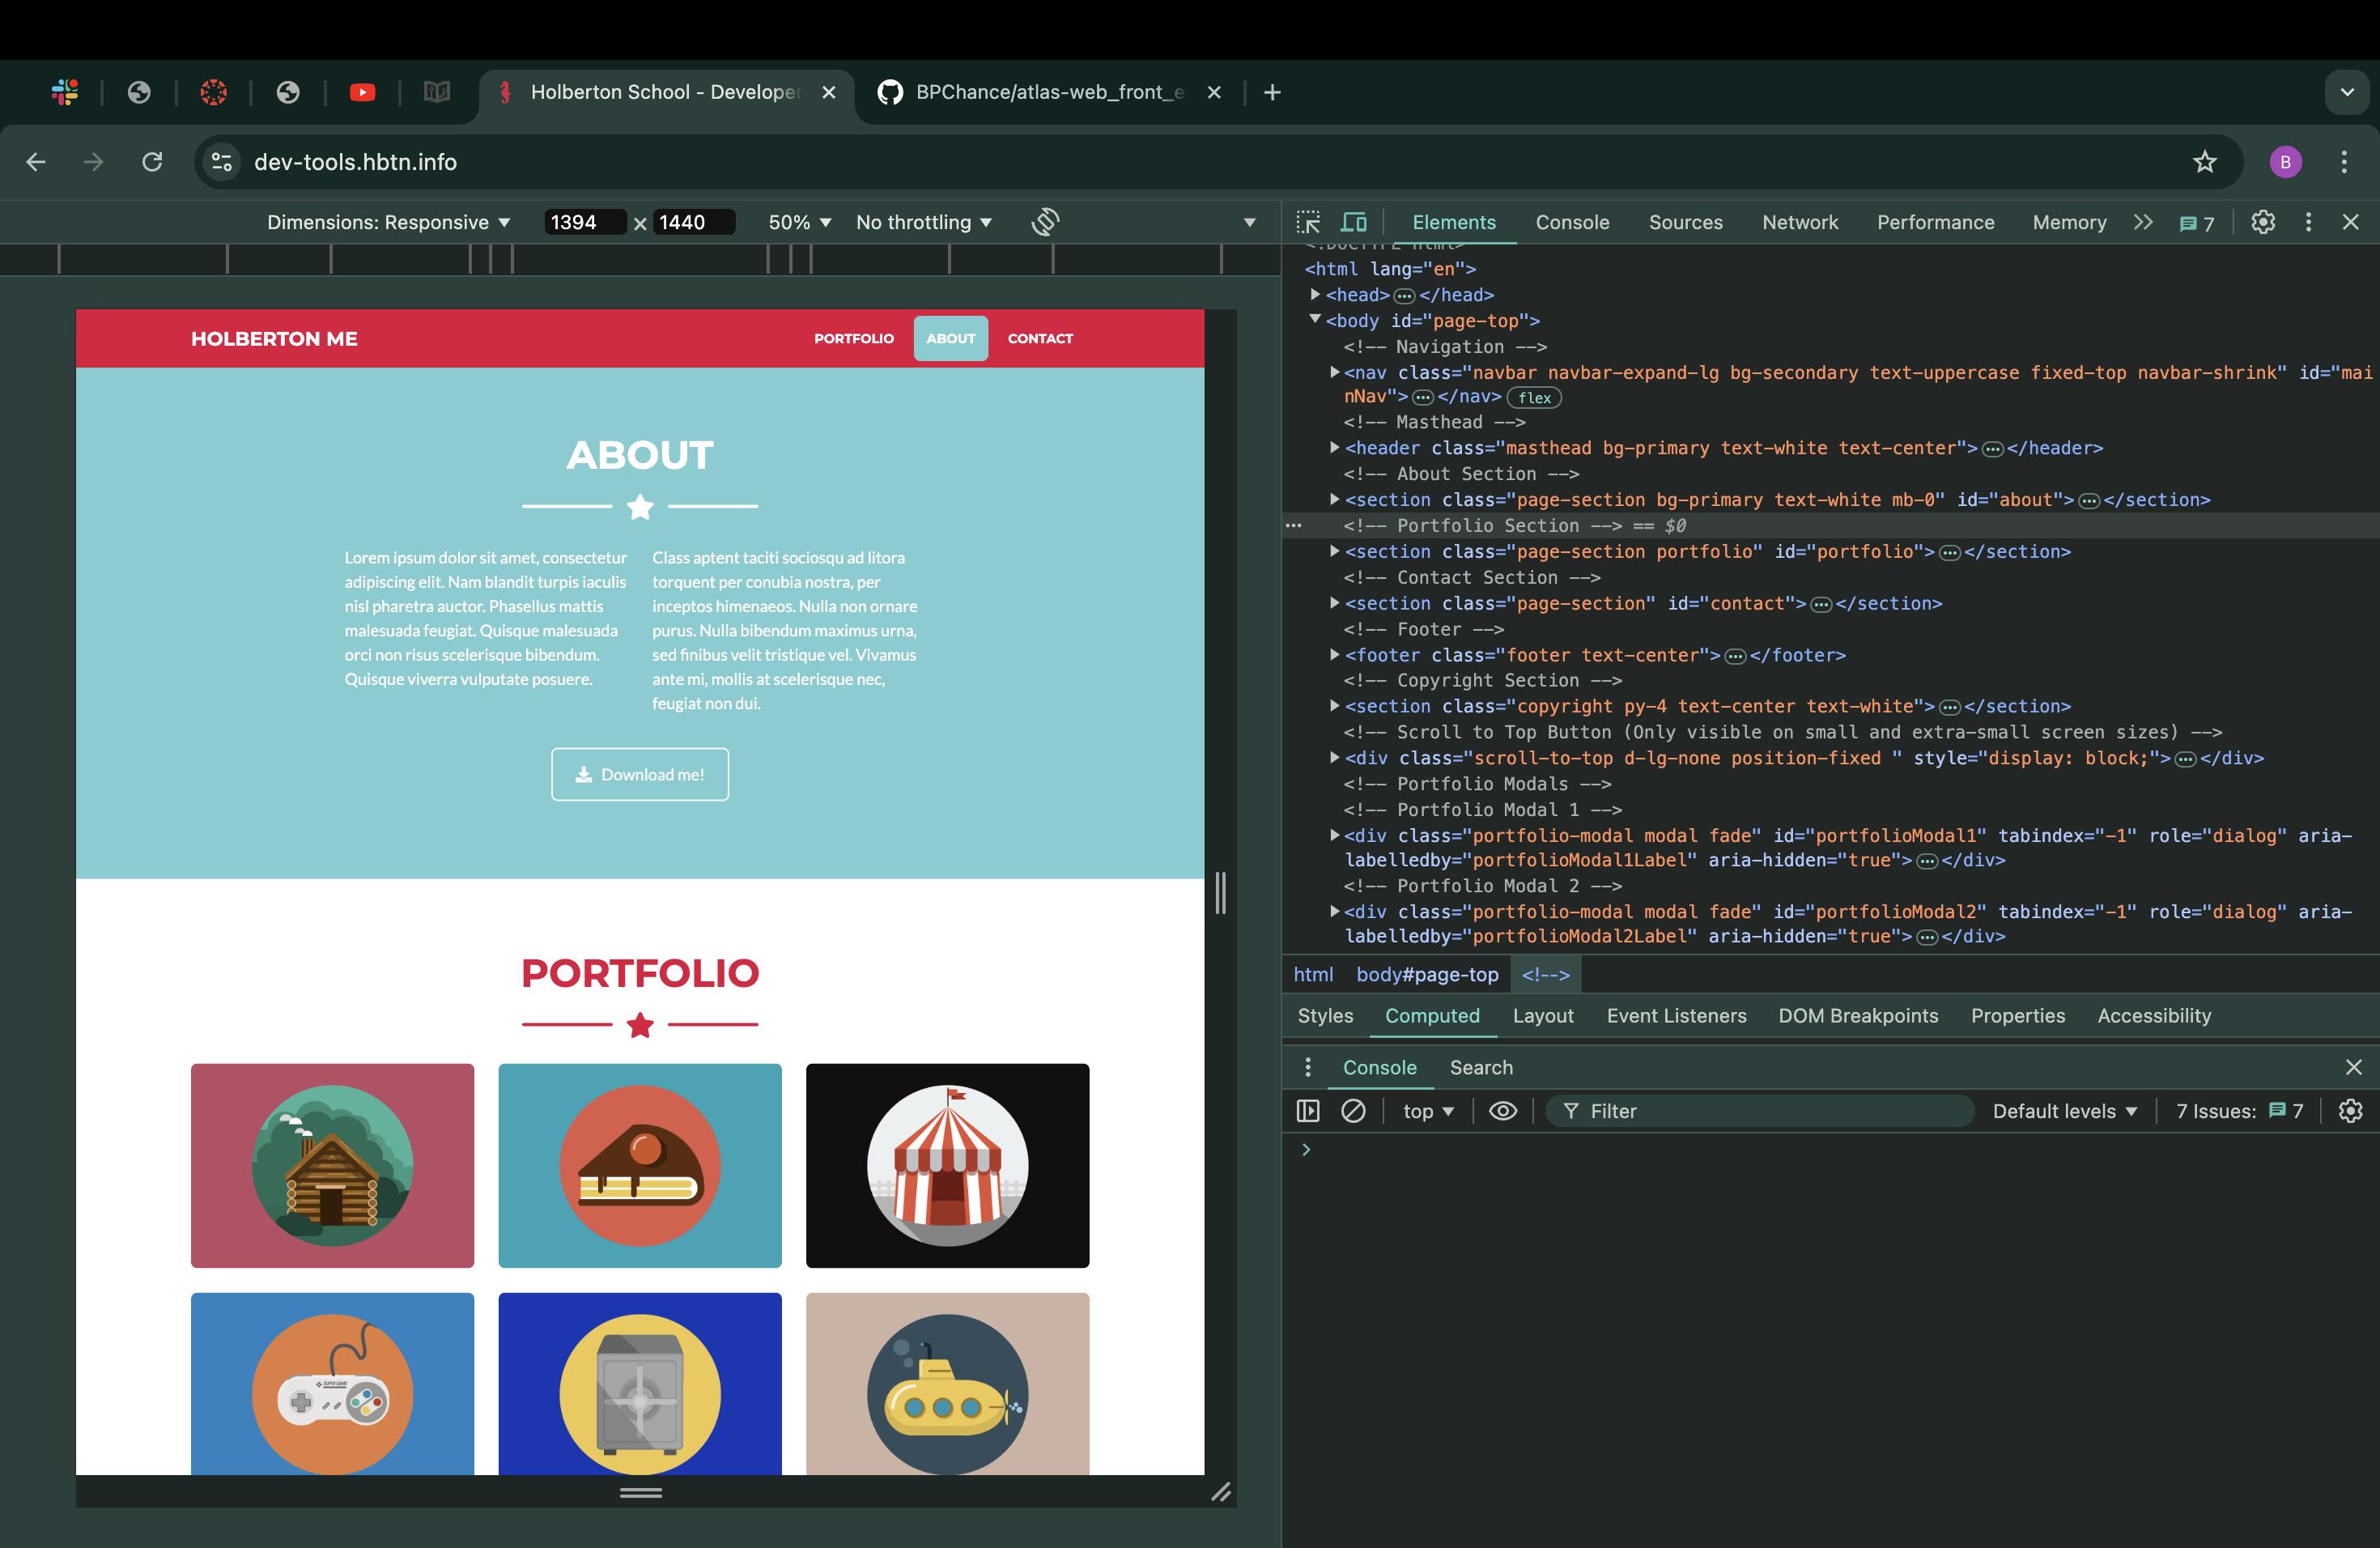 Holberton School - Developer
BPChance/atlas-web_front_e
dev-tools.hbtn.info
B
Dimensions: Responsive
1394
1440
50%
No throttling
HOLBERTON ME
PORTFOLIO
ABOUT
CONTACT
ABOUT
Lorem ipsum dolor sit amet, consectetur
adipiscing elit. Nam blandit turpis iaculis
nisl pharetra auctor. Phasellus mattis
malesuada feugiat. Quisque malesuada
orci non risus scelerisque bibendum.
Quisque viverra vulputate posuere.
Class aptent taciti sociosqu ad litora
torquent per conubia nostra, per
inceptos himenaeos. Nulla non ornare
purus. Nulla bibendum maximus urna,
sed finibus velit tristique vel. Vivamus
ante mi, mollis at scelerisque nec,
feugiat non dui.
Download me!
PORTFOLIO
SUPER GAME
Elements
Console
Sources
Network
Performance
Memory
7
<!DOCTYPE html>
<html lang="en">
<head>…</head>
<body id="page-top">
<!-- Navigation -->
<nav class="navbar navbar-expand-lg bg-secondary text-uppercase fixed-top navbar-shrink" id="mai
nNav">…</nav> flex
<!-- Masthead -->
<header class="masthead bg-primary text-white text-center">…</header>
<!-- About Section -->
<section class="page-section bg-primary text-white mb-0" id="about">…</section>
<!-- Portfolio Section --> == $0
<section class="page-section portfolio" id="portfolio">…</section>
<!-- Contact Section -->
<section class="page-section" id="contact">…</section>
<!-- Footer -->
<footer class="footer text-center">…</footer>
<!-- Copyright Section -->
<section class="copyright py-4 text-center text-white">…</section>
<!-- Scroll to Top Button (Only visible on small and extra-small screen sizes) -->
<div class="scroll-to-top d-lg-none position-fixed " style="display: block;">…</div>
<!-- Portfolio Modals -->
<!-- Portfolio Modal 1 -->
<div class="portfolio-modal modal fade" id="portfolioModal1" tabindex="-1" role="dialog" aria-
labelledby="portfolioModal1Label" aria-hidden="true">…</div>
<!-- Portfolio Modal 2 -->
<div class="portfolio-modal modal fade" id="portfolioModal2" tabindex="-1" role="dialog" aria-
labelledby="portfolioModal2Label" aria-hidden="true">…</div>
html
body#page-top
<!-->
Styles
Computed
Layout
Event Listeners
DOM Breakpoints
Properties
Accessibility
Console
Search
top
Filter
Default levels
7 Issues:
7